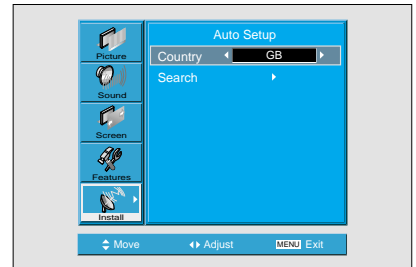 Auto Setup
Picture
Country GB
Search
Sound
Screen
Features
Install
Move Adjust MENU Exit